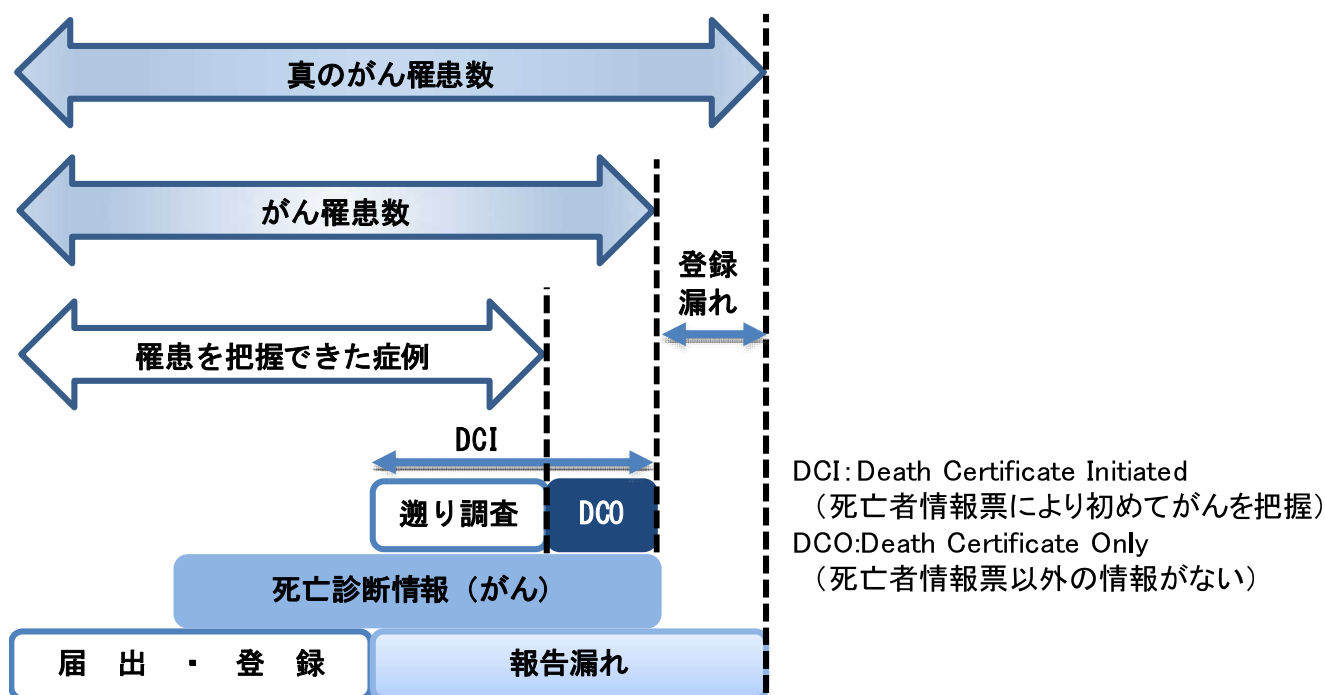 真のがん罹患数
がん罹患数
登録
漏れ
罹患を把握できた症例
DCI
遡り調査
DCO
死亡診断情報（がん）
届 出 ・ 登 録
報告漏れ
DCI：Death Certificate Initiated
（死亡者情報票により初めてがんを把握）
DCO:Death Certificate Only
（死亡者情報票以外の情報がない）